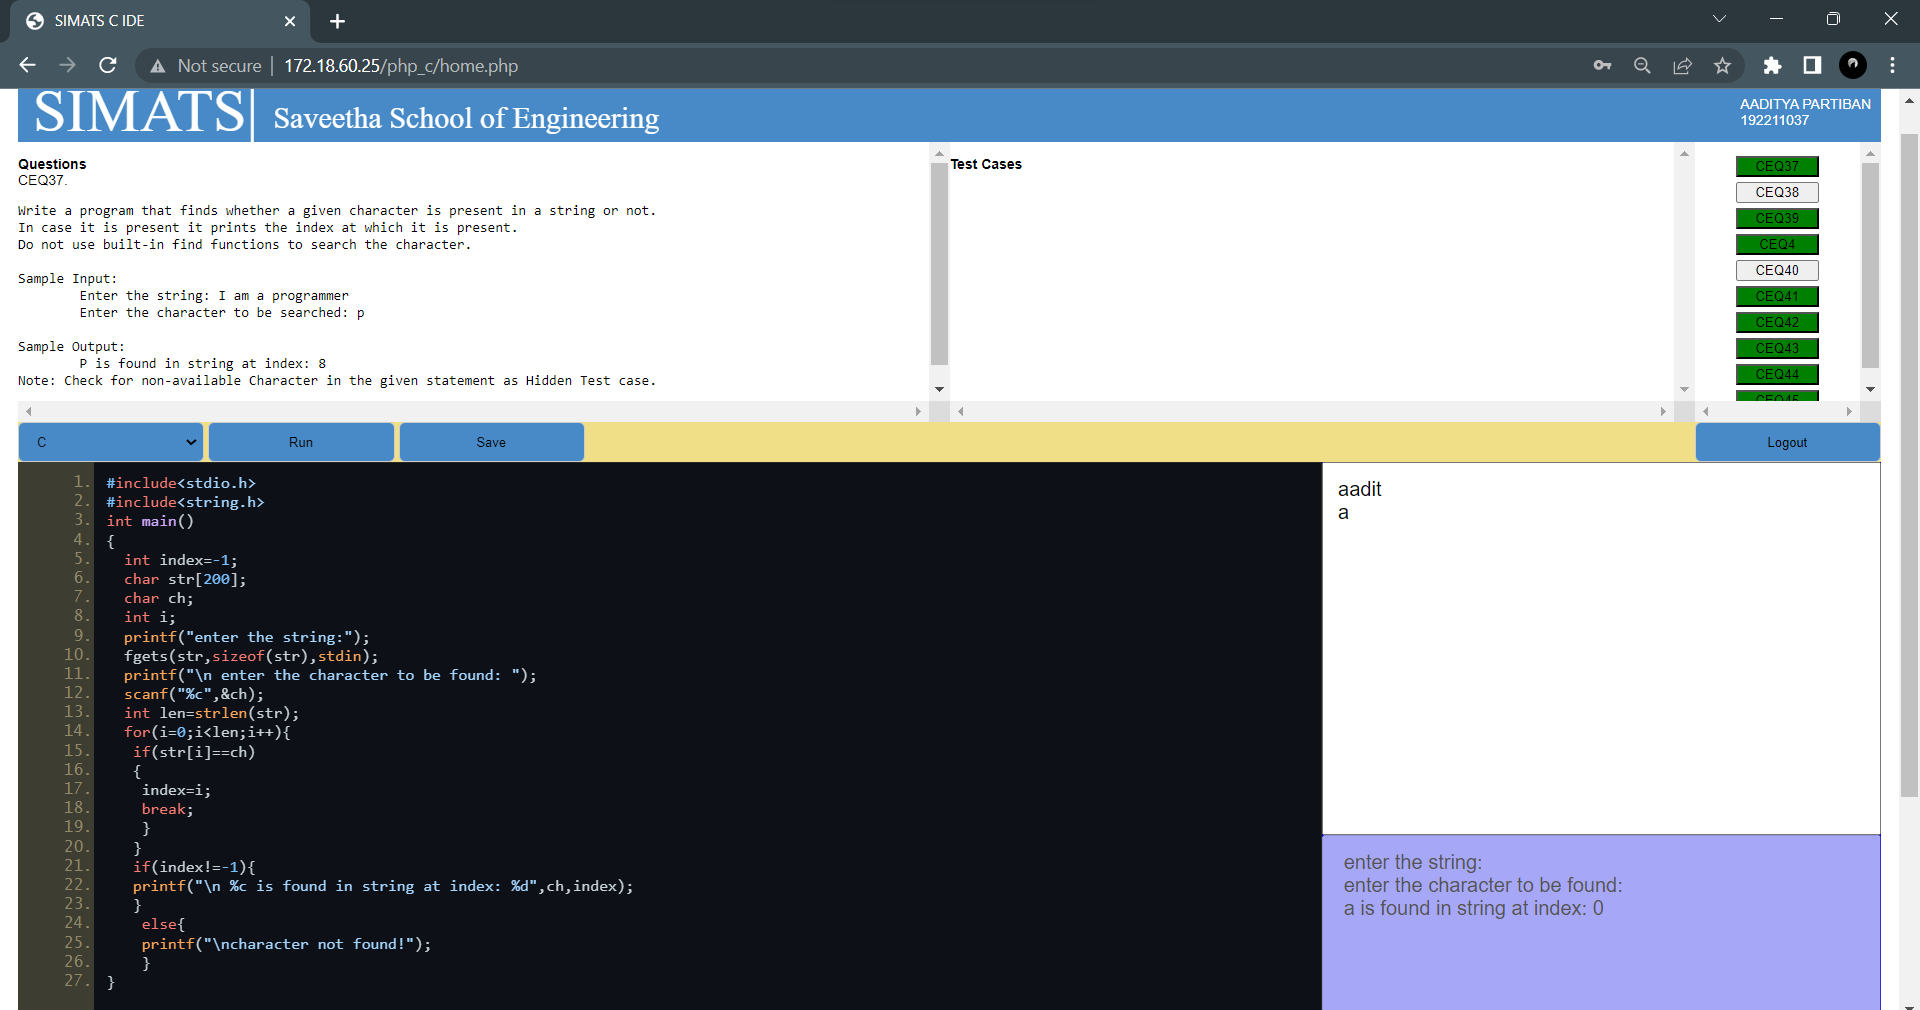 SIMATS C IDE
Not secure
172.18.60.25/php_c/home.php
SIMATS
Saveetha School of Engineering
AADITYA PARTIBAN
192211037
Questions
CEQ37.
Write a program that finds whether a given character is present in a string or not.
In case it is present it prints the index at which it is present.
Do not use built-in find functions to search the character.
Sample Input:
Enter the string: I am a programmer
Enter the character to be searched: p
Sample Output:
P is found in string at index: 8
Note: Check for non-available Character in the given statement as Hidden Test case.
Test Cases
CEQ37
CEQ38
CEQ39
CEQ4
CEQ40
CEQ41
CEQ42
CEQ43
CEQ44
C
Run
Save
Logout
1. #include<stdio.h>
2. #include<string.h>
3. int main()
4. {
5. int index=-1;
6. char str[200];
7. char ch;
8. int i;
9. printf("enter the string:");
10. fgets(str,sizeof(str),stdin);
11. printf("\n enter the character to be found: ");
12. scanf("%c",&ch);
13. int len=strlen(str);
14. for(i=0;i<len;i++){
15. if(str[i]==ch)
16. {
17. index=i;
18. break;
19. }
20. }
21. if(index!=-1){
22. printf("\n %c is found in string at index: %d",ch,index);
23. }
24. else{
25. printf("\ncharacter not found!");
26. }
27. }
aadit
a
enter the string:
enter the character to be found:
a is found in string at index: 0